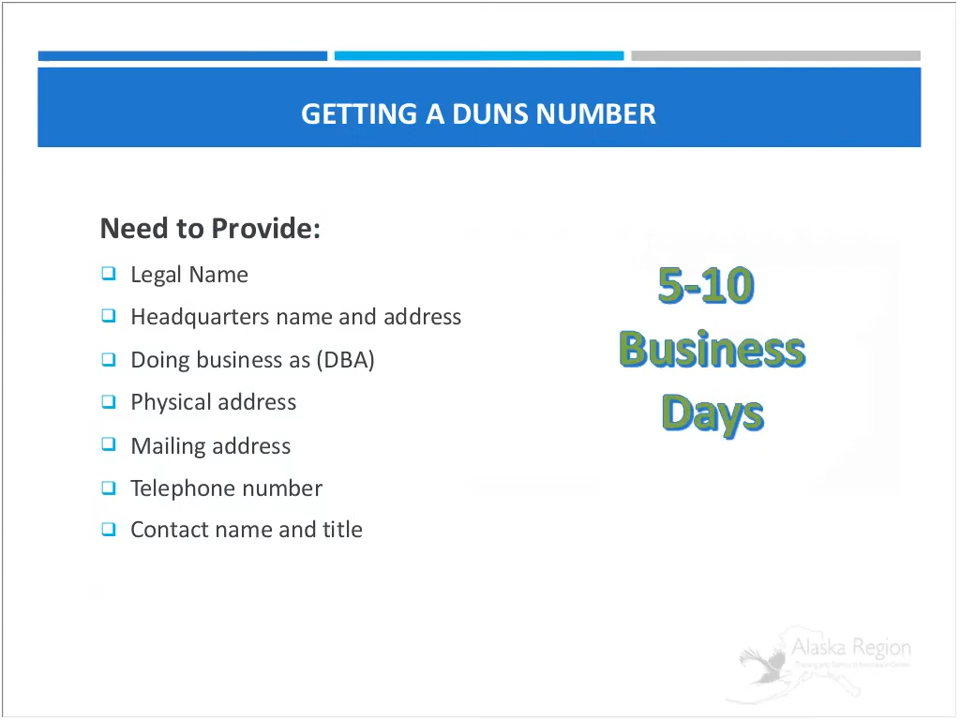 GETTING A DUNS NUMBER
Need to Provide:
Legal Name
Headquarters name and address
Doing business as (DBA)
Physical address
Mailing address
Telephone number
Contact name and title
5-10
Business
Days
Alaska Region